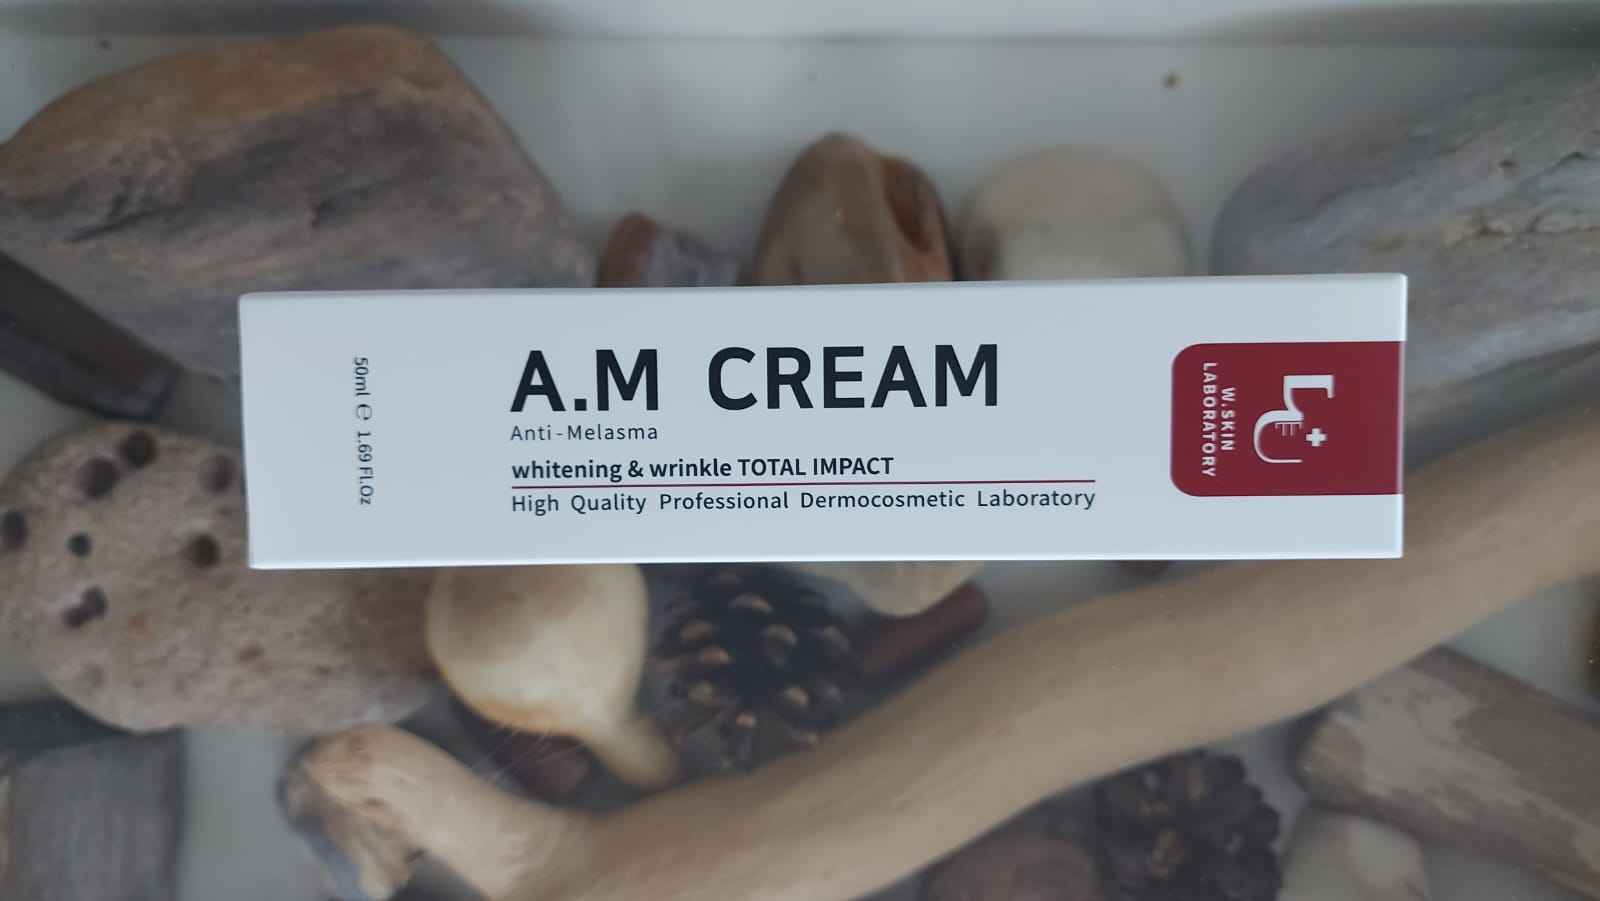 50ml ℮ 1.69 Fl.Oz
A.M CREAM
Anti-Melasma
whitening & wrinkle TOTAL IMPACT
High Quality Professional Dermocosmetic Laboratory
W.SKIN
LABORATORY